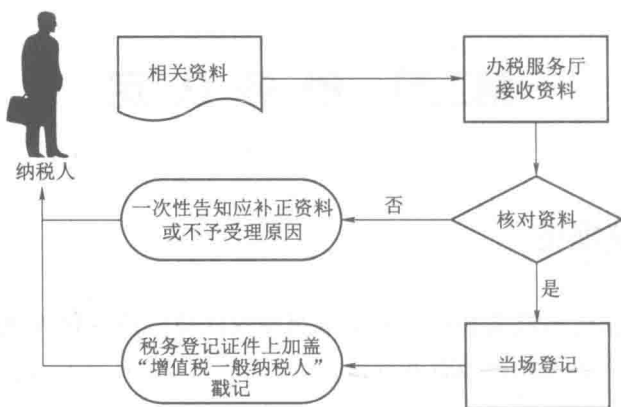 相关资料
办税服务厅
接收资料
纳税人
一次性告知应补正资料
或不予受理原因
否
核对资料
是
税务登记证件上加盖
“增值税一般纳税人”
戳记
当场登记